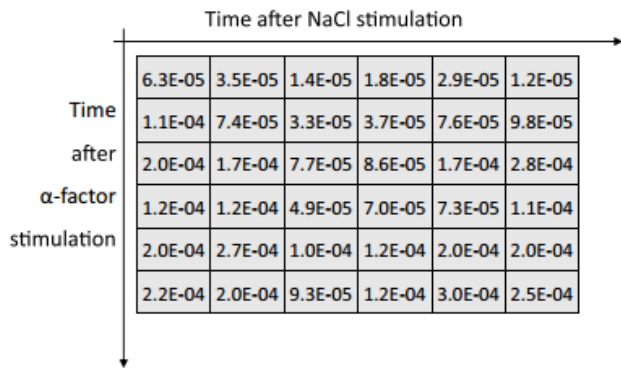 Time after NaCl stimulation
Time
after
α-factor
stimulation
6.3E-05 3.5E-05 1.4E-05 1.8E-05 2.9E-05 1.2E-05
1.1E-04 7.4E-05 3.3E-05 3.7E-05 7.6E-05 9.8E-05
2.0E-04 1.7E-04 7.7E-05 8.6E-05 1.7E-04 2.8E-04
1.2E-04 1.2E-04 4.9E-05 7.0E-05 7.3E-05 1.1E-04
2.0E-04 2.7E-04 1.0E-04 1.2E-04 2.0E-04 2.0E-04
2.2E-04 2.0E-04 9.3E-05 1.2E-04 3.0E-04 2.5E-04